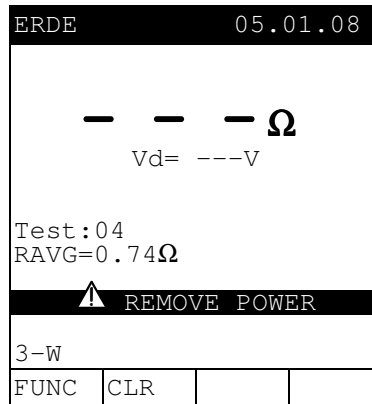 ERDE 05.01.08
– – – Ω
Vd= ---V
Test:04
RAVG=0.74Ω
⚠ REMOVE POWER
3-W
FUNC CLR